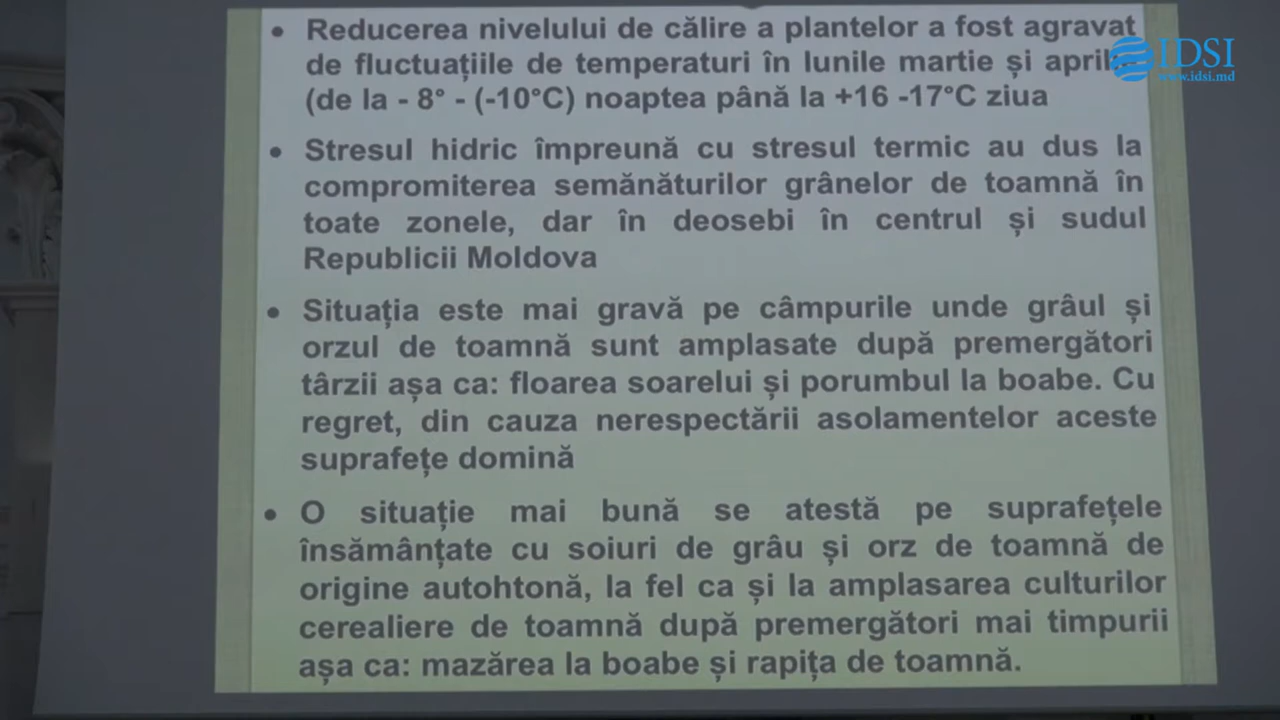 • Reducerea nivelului de călire a plantelor a fost agravat
de fluctuațiile de temperaturi în lunile martie și aprilie
(de la - 8° - (-10°C) noaptea până la +16 -17°C ziua
• Stresul hidric împreună cu stresul termic au dus la
compromiterea semănăturilor grânelor de toamnă în
toate zonele, dar în deosebi în centrul și sudul
Republicii Moldova
• Situația este mai gravă pe câmpurile unde grâul și
orzul de toamnă sunt amplasate după premergători
târzii așa ca: floarea soarelui și porumbul la boabe. Cu
regret, din cauza nerespectării asolamentelor aceste
suprafețe domină
• O situație mai bună se atestă pe suprafețele
însămânțate cu soiuri de grâu și orz de toamnă de
origine autohtonă, la fel ca și la amplasarea culturilor
cerealiere de toamnă după premergători mai timpurii
așa ca: mazărea la boabe și rapița de toamnă.
IDSI
www.idsi.md